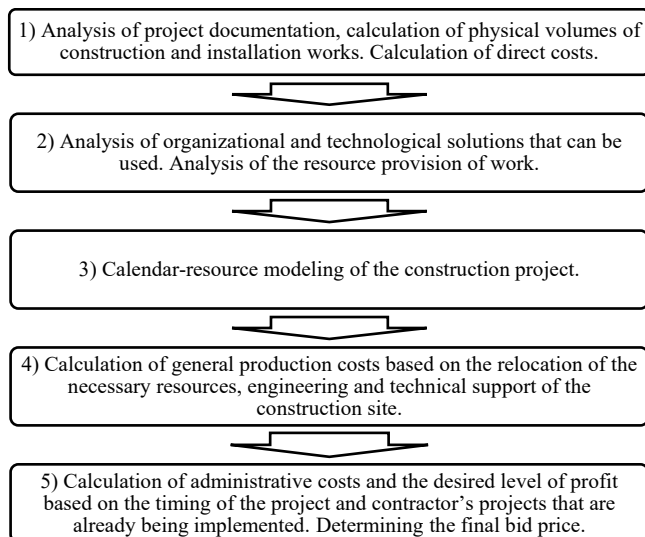 1) Analysis of project documentation, calculation of physical volumes of
construction and installation works. Calculation of direct costs.
2) Analysis of organizational and technological solutions that can be
used. Analysis of the resource provision of work.
3) Calendar-resource modeling of the construction project.
4) Calculation of general production costs based on the relocation of the
necessary resources, engineering and technical support of the
construction site.
5) Calculation of administrative costs and the desired level of profit
based on the timing of the project and contractor’s projects that are
already being implemented. Determining the final bid price.